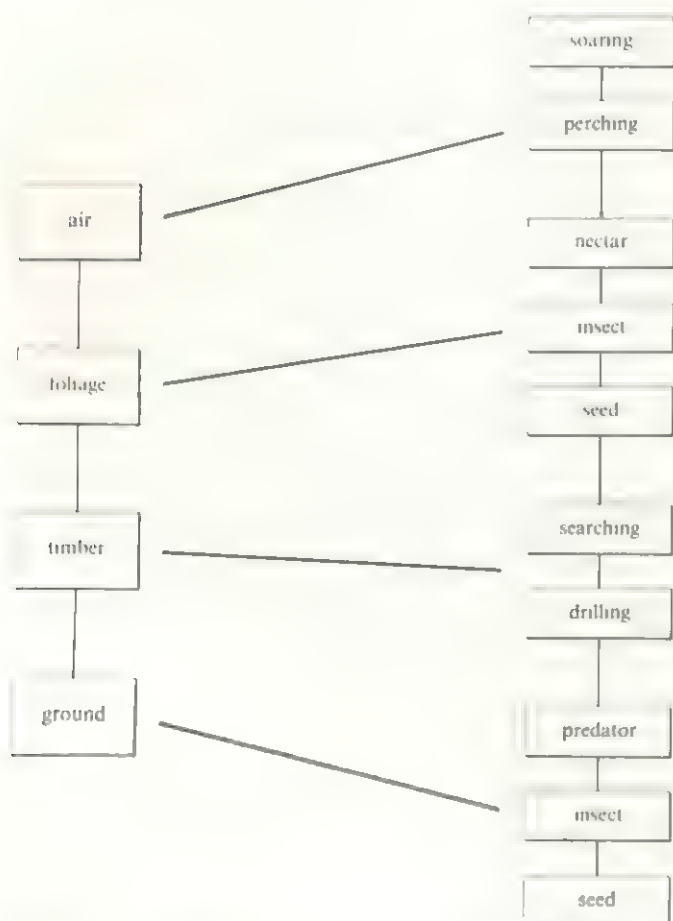 air
foliage
timber
ground
soaring
perching
nectar
insect
seed
searching
drilling
predator
insect
seed